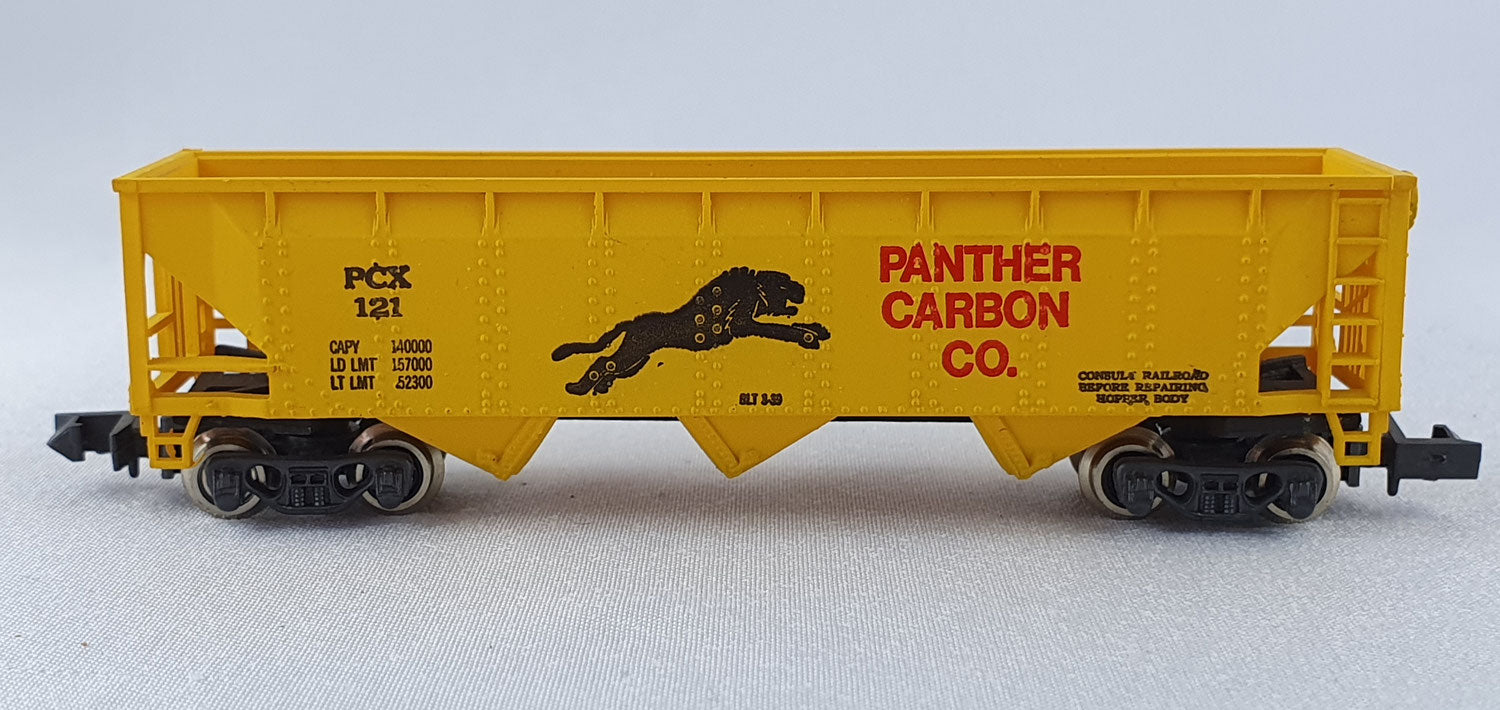 PCX
121
CAPY 140000
LD LMT 157000
LT LMT 52300
BLT 3-39
PANTHER
CARBON
CO.
CONSULT RAILROAD
BEFORE REPAIRING
HOPPER BODY